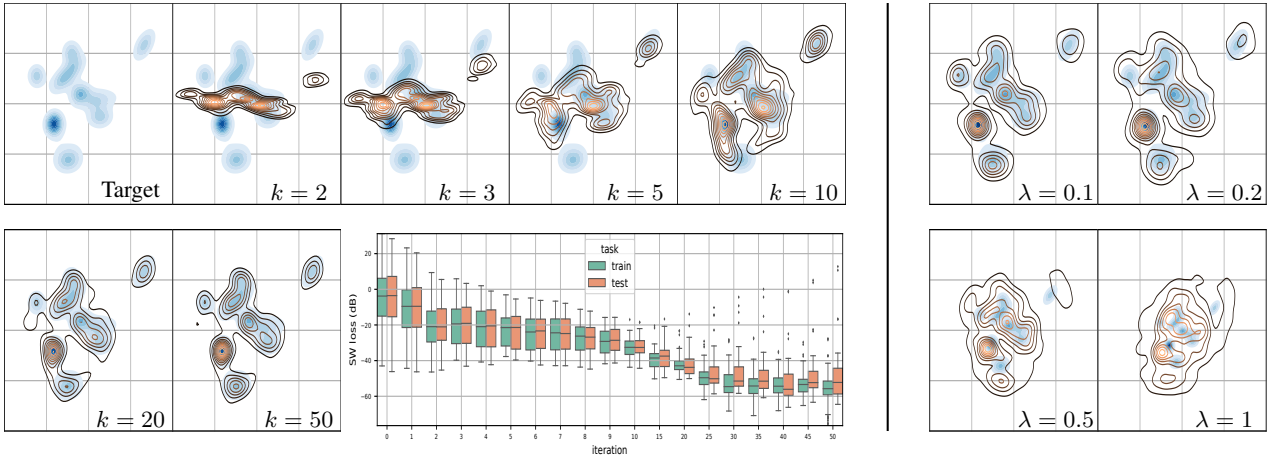 Target
k = 2
k = 3
k = 5
k = 10
λ = 0.1
λ = 0.2
k = 20
k = 50
task
train
test
SW loss (dB)
20
0
−20
−40
−60
0 1 2 3 4 5 6 7 8 9 10 15 20 25 30 35 40 45 50
iteration
λ = 0.5
λ = 1